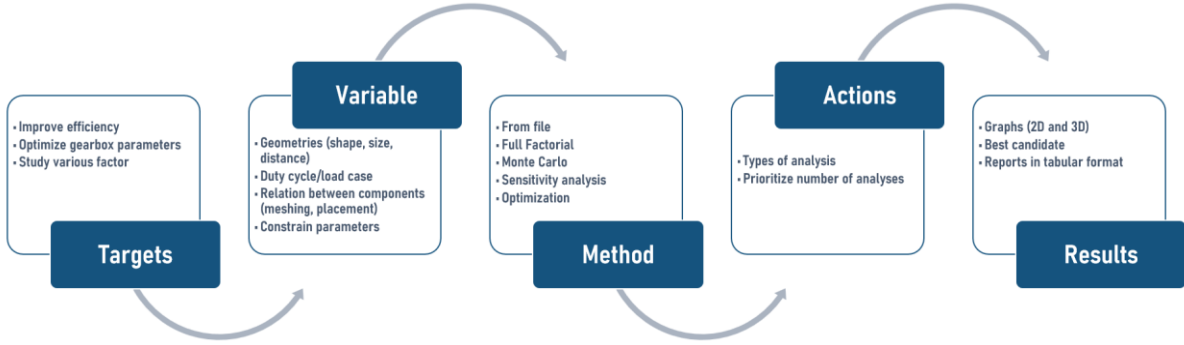 • Improve efficiency
• Optimize gearbox parameters
• Study various factor
Targets
Variable
• Geometries (shape, size,
distance)
• Duty cycle/load case
• Relation between components
(meshing, placement)
• Constrain parameters
• From file
• Full Factorial
• Monte Carlo
• Sensitivity analysis
• Optimization
Method
Actions
• Types of analysis
• Prioritize number of analyses
• Graphs (2D and 3D)
• Best candidate
• Reports in tabular format
Results